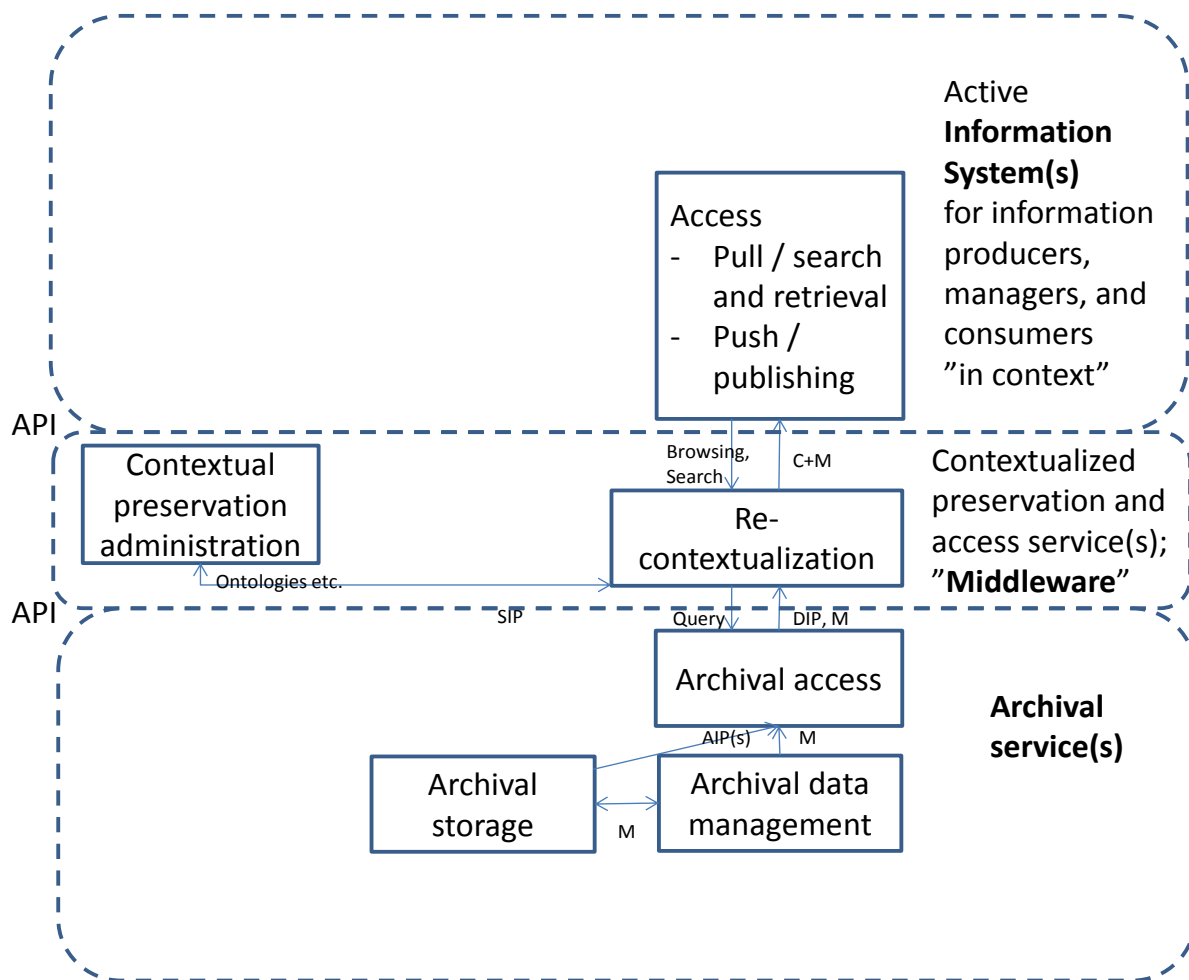 Active
Information
System(s)
for information
producers,
managers, and
consumers
”in context”
Access
- Pull / search
and retrieval
- Push /
publishing
API
Browsing,
Search
C+M
Contextual
preservation
administration
Re-
contextualization
Contextualized
preservation and
access service(s);
”Middleware”
Ontologies etc.
API
SIP
Query
DIP, M
Archival access
Archival
service(s)
AIP(s)
M
Archival
storage
M
Archival data
management